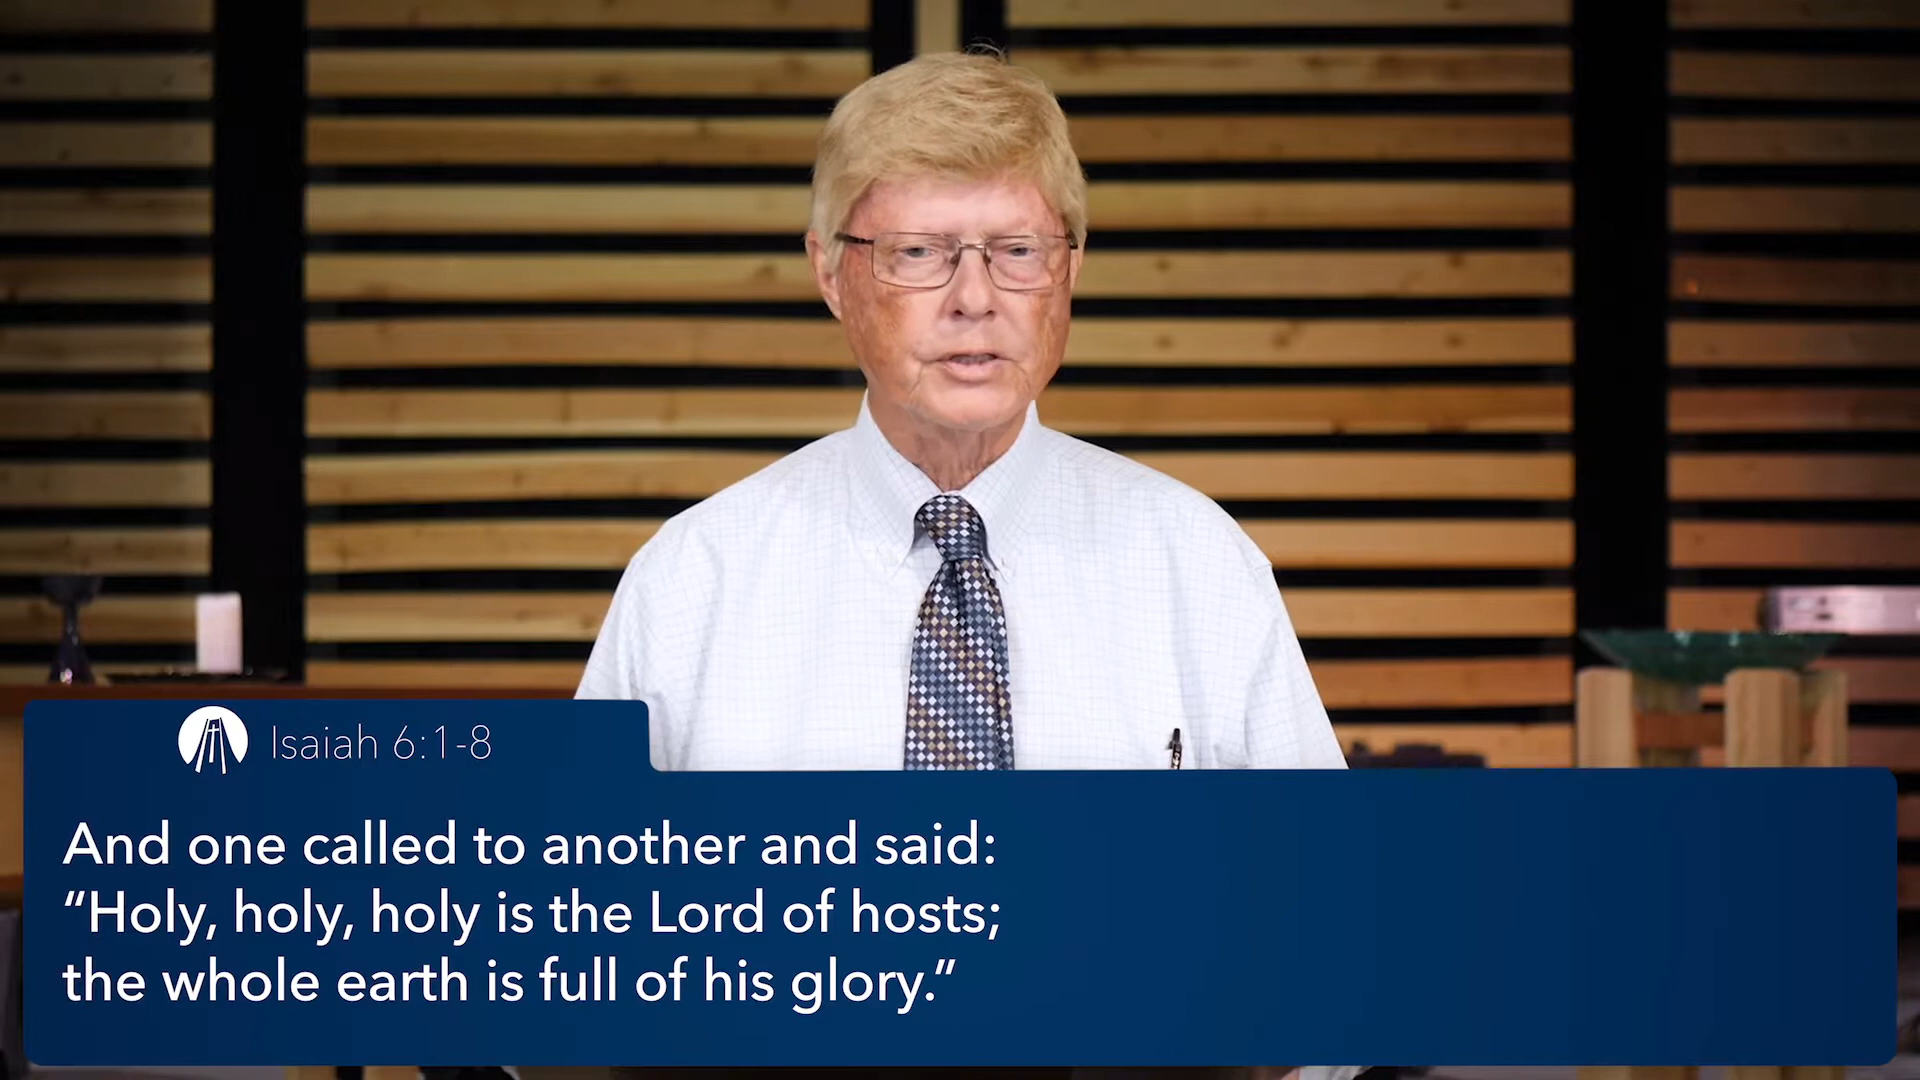 Isaiah 6:1-8
And one called to another and said:
“Holy, holy, holy is the Lord of hosts;
the whole earth is full of his glory.”